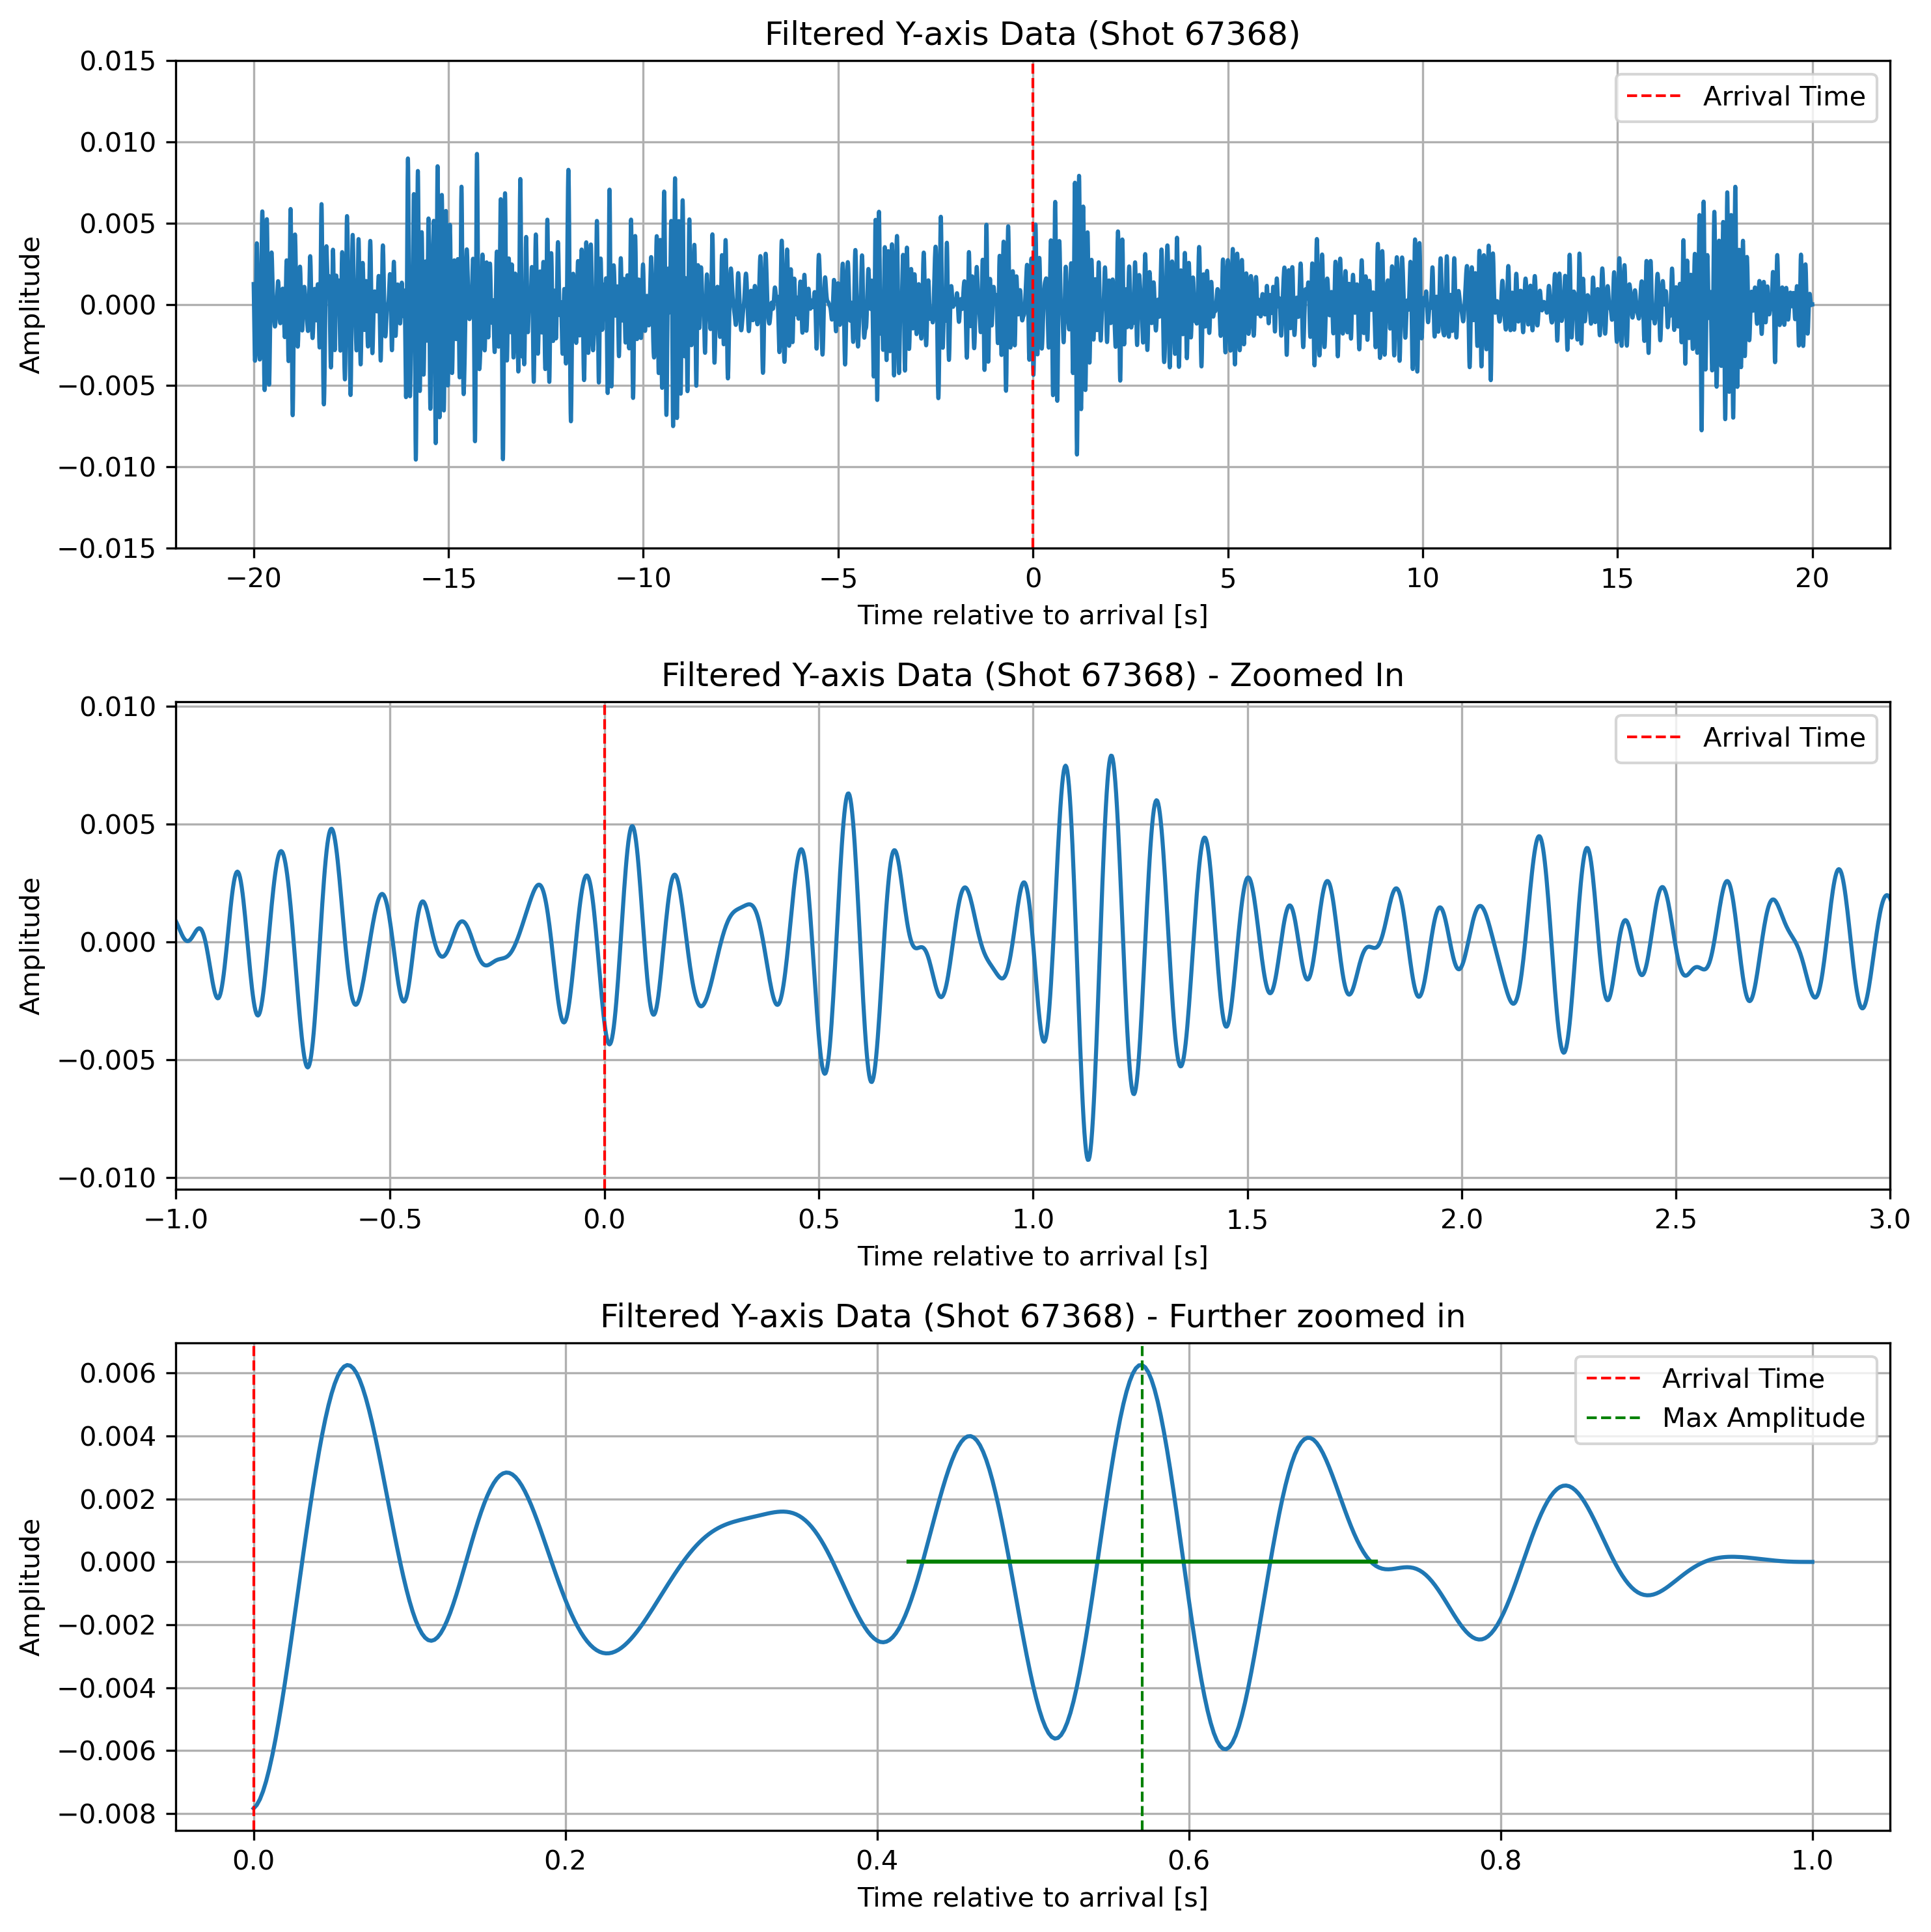 Filtered Y-axis Data (Shot 67368)
0.015
0.010
0.005
0.000
−0.005
−0.010
−0.015
Amplitude
Arrival Time
−20 −15 −10 −5 0 5 10 15 20
Time relative to arrival [s]
Filtered Y-axis Data (Shot 67368) - Zoomed In
0.010
0.005
0.000
−0.005
−0.010
Amplitude
Arrival Time
−1.0 −0.5 0.0 0.5 1.0 1.5 2.0 2.5 3.0
Time relative to arrival [s]
Filtered Y-axis Data (Shot 67368) - Further zoomed in
0.006
0.004
0.002
0.000
−0.002
−0.004
−0.006
−0.008
Amplitude
Arrival Time
Max Amplitude
0.0 0.2 0.4 0.6 0.8 1.0
Time relative to arrival [s]